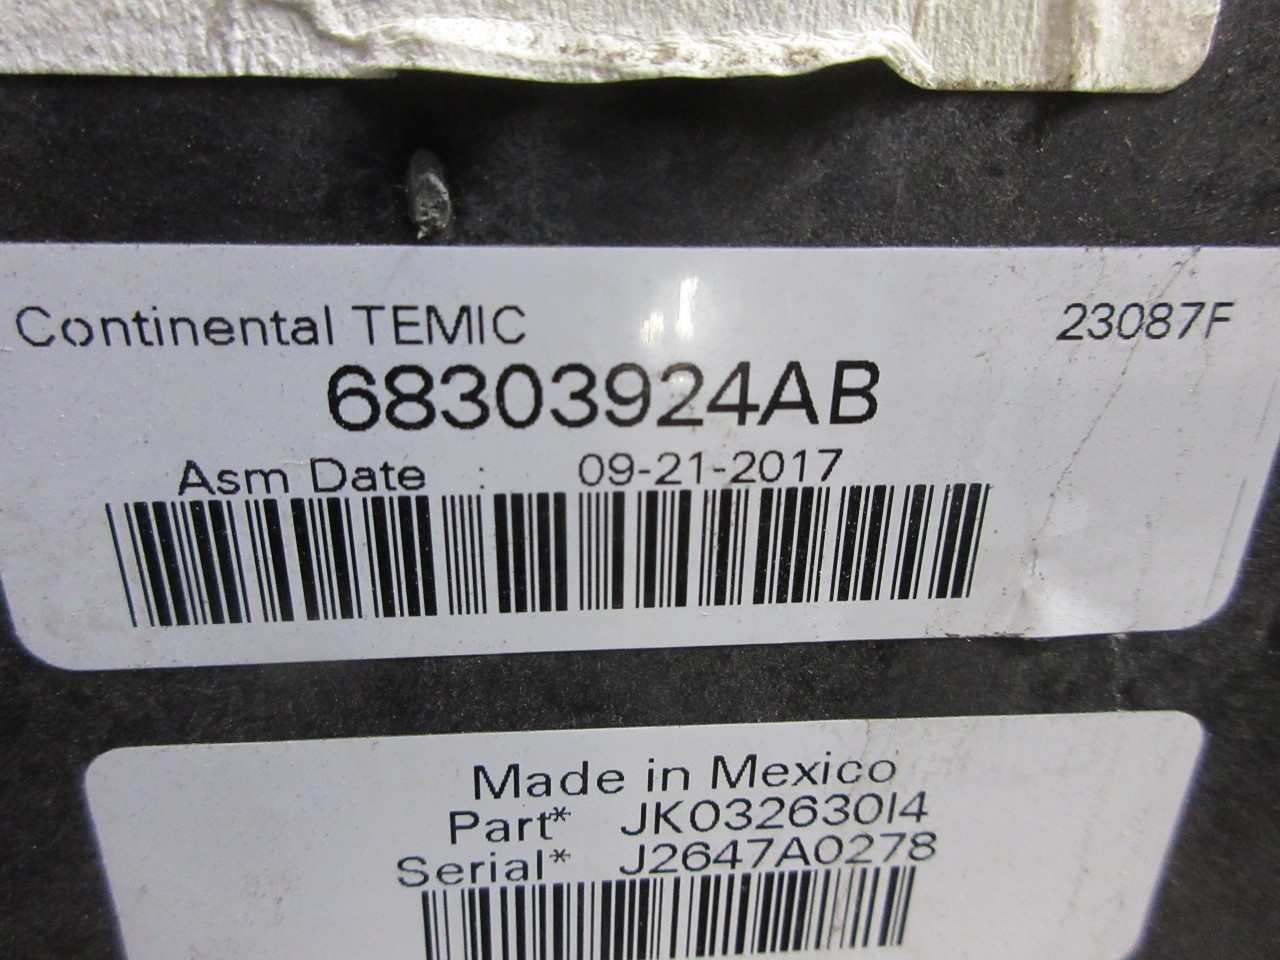 Continental TEMIC 23087F
68303924AB
Asm Date : 09-21-2017
Made in Mexico
Part* JK03263014
Serial* J2647A0278